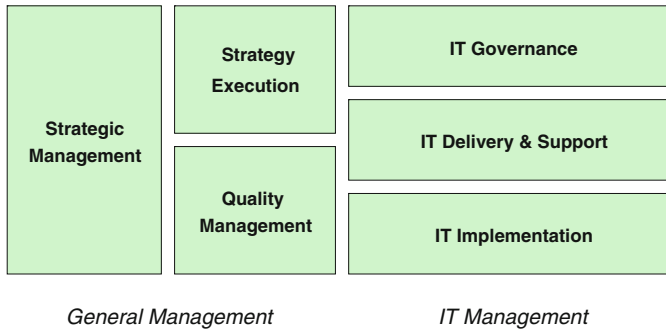 Strategic
Management
Strategy
Execution
Quality
Management
IT Governance
IT Delivery & Support
IT Implementation
General Management
IT Management